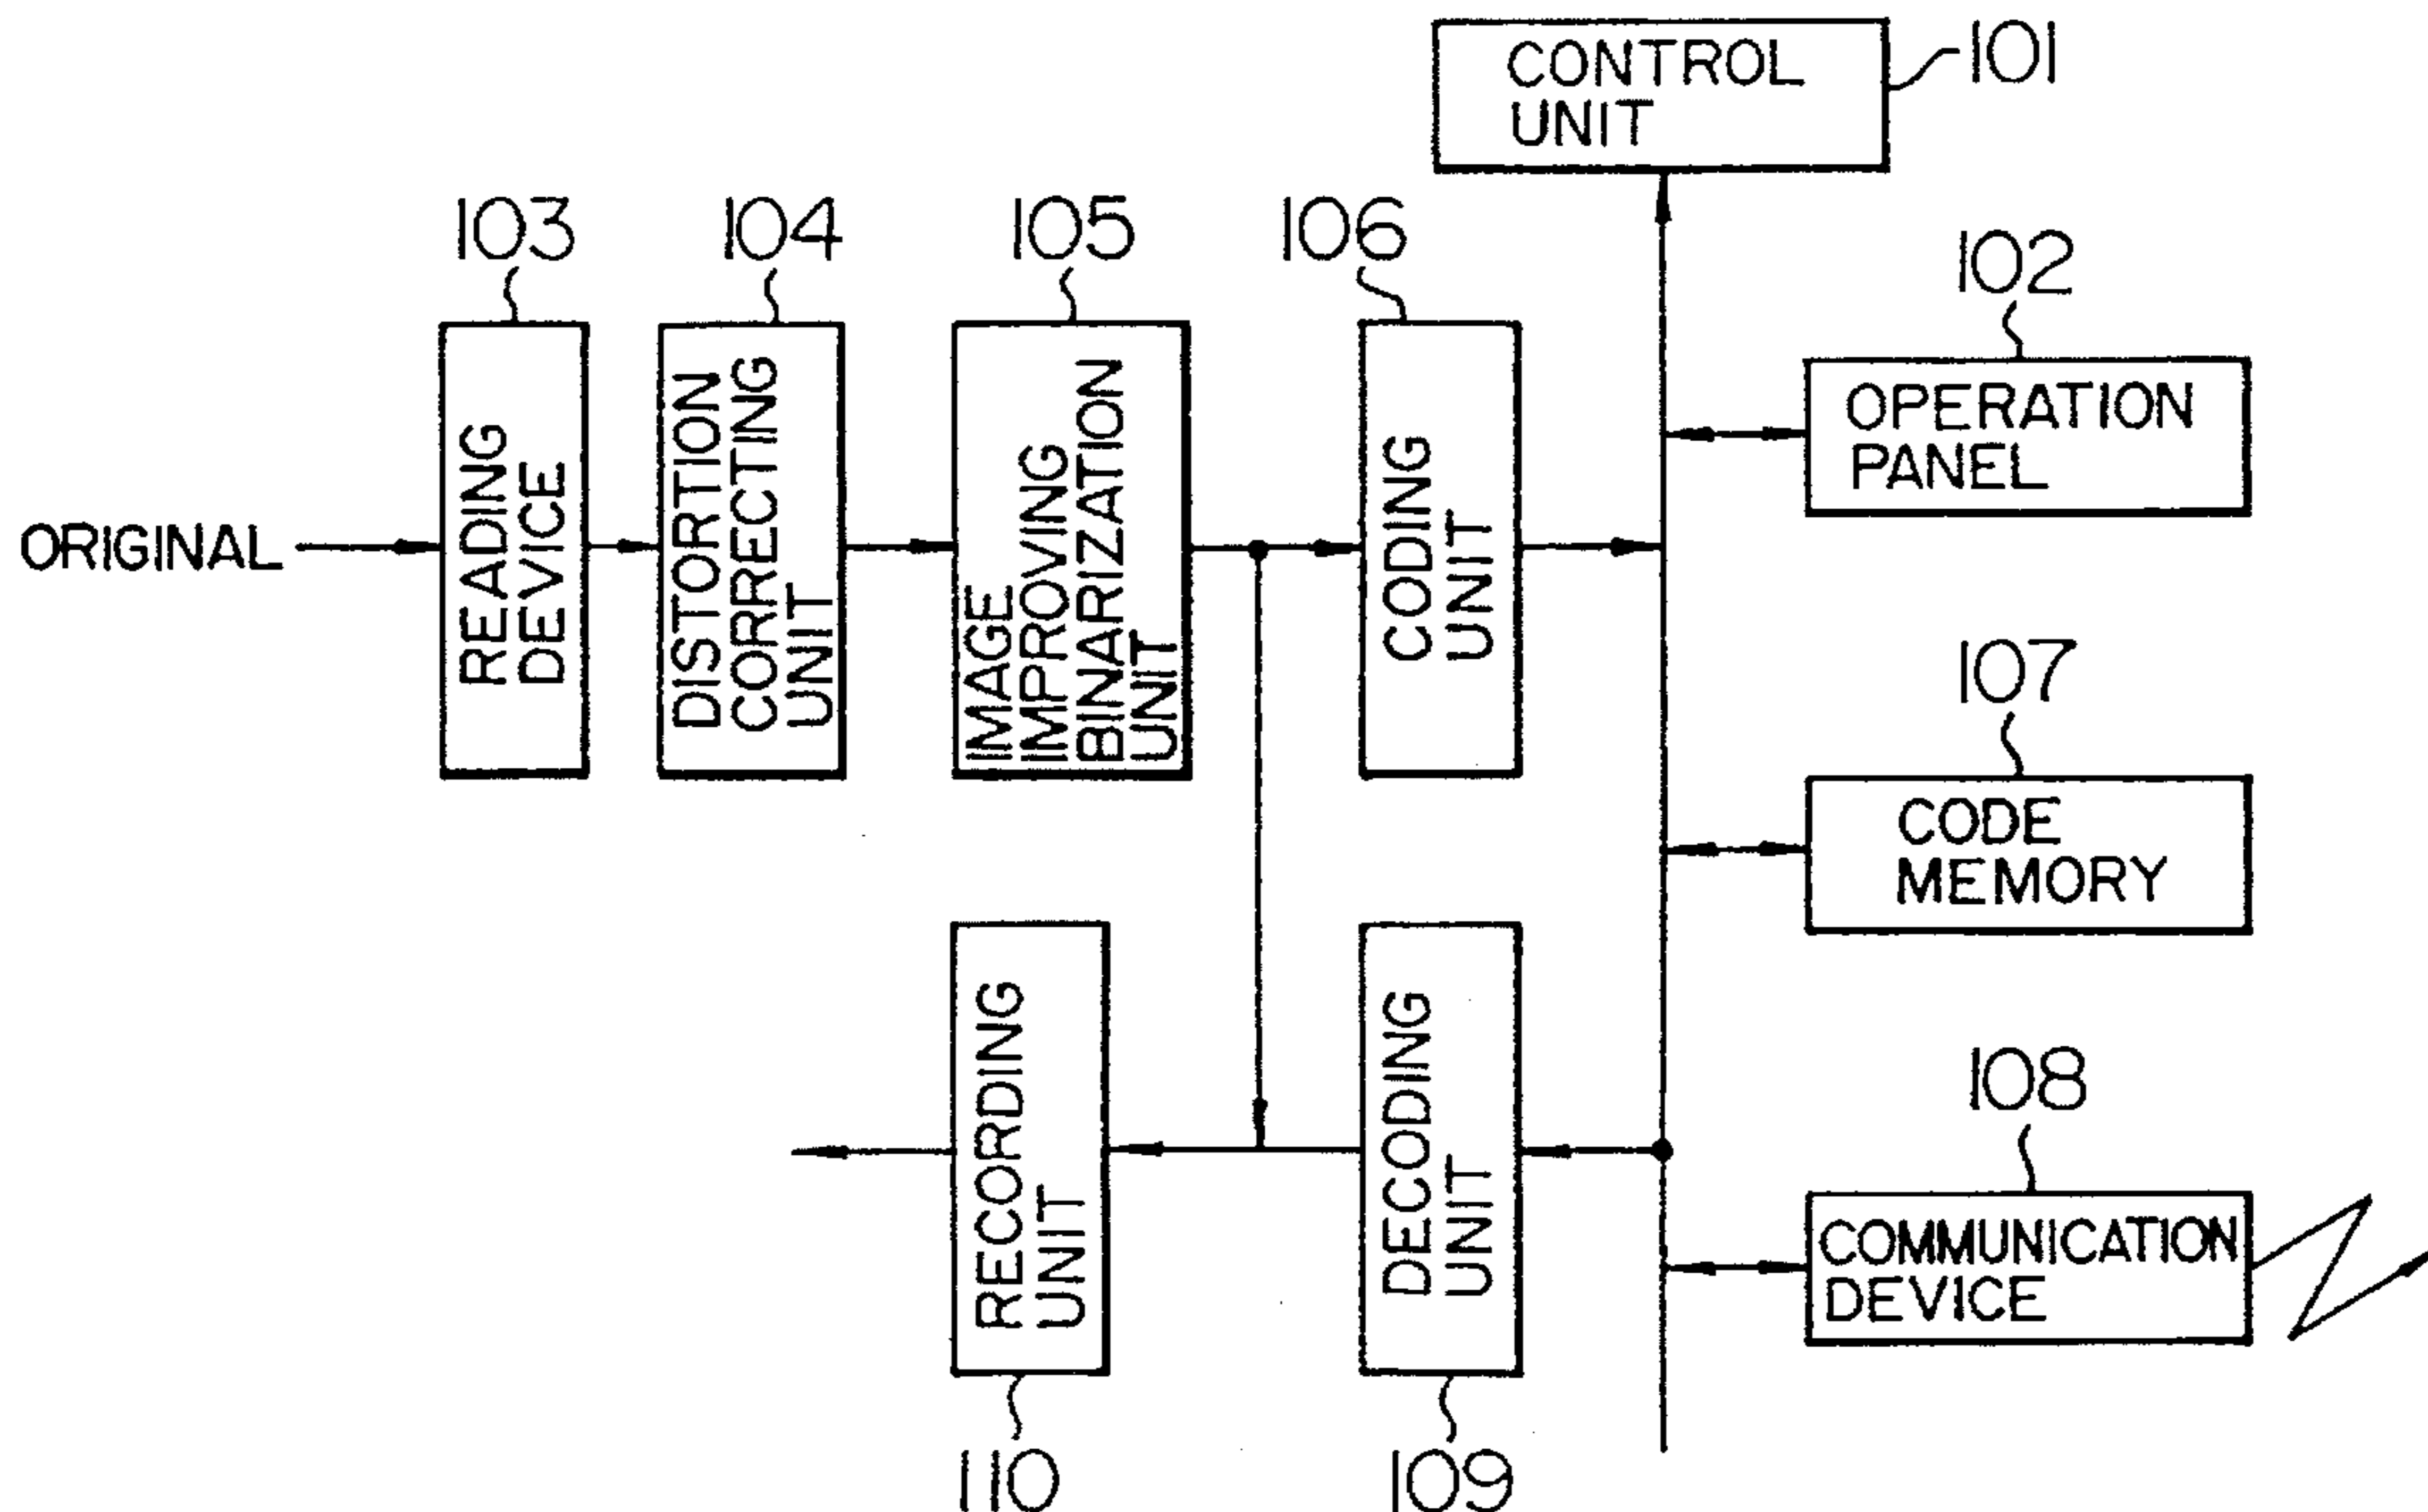 CONTROL
UNIT
101
103
104
105
106
102
OPERATION
PANEL
ORIGINAL
READING
DEVICE
DISTORTION
CORRECTING
UNIT
IMAGE
IMPROVING
BINARIZATION
UNIT
CODING
UNIT
107
CODE
MEMORY
RECORDING
UNIT
DECODING
UNIT
108
COMMUNICATION
DEVICE
110
109